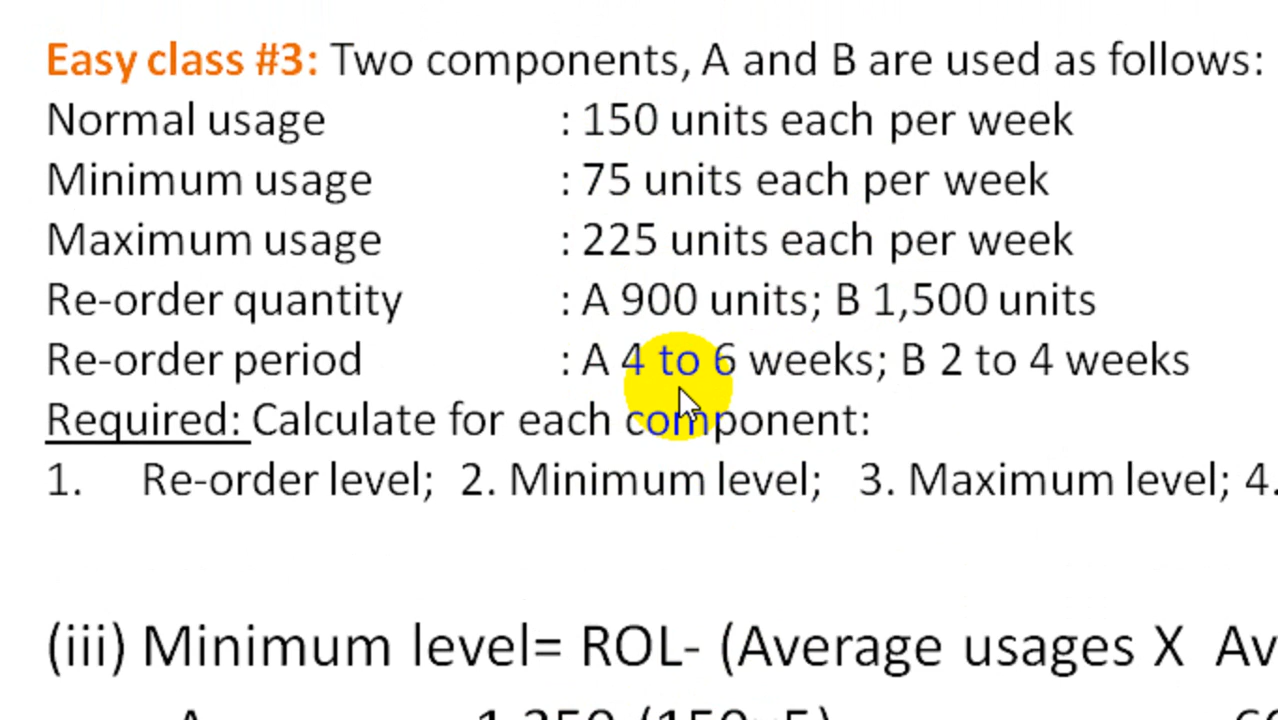 Easy class #3: Two components, A and B are used as follows:
Normal usage : 150 units each per week
Minimum usage : 75 units each per week
Maximum usage : 225 units each per week
Re-order quantity : A 900 units; B 1,500 units
Re-order period : A 4 to 6 weeks; B 2 to 4 weeks
Required: Calculate for each component:
1. Re-order level; 2. Minimum level; 3. Maximum level; 4.
(iii) Minimum level= ROL- (Average usages X Av